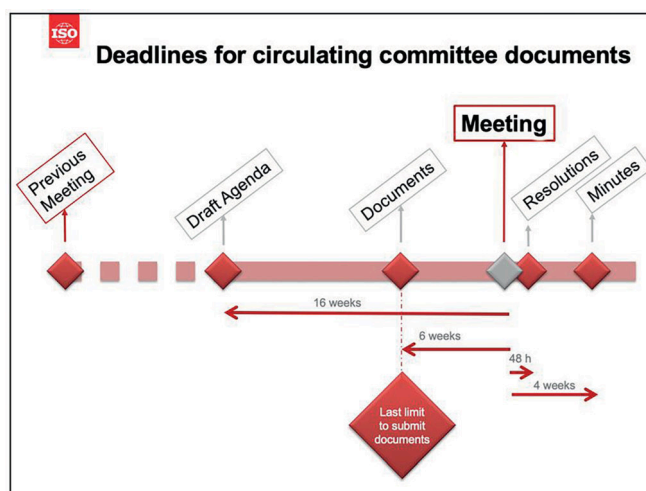 ISO
Deadlines for circulating committee documents
Previous
Meeting
Draft Agenda
Documents
Meeting
Resolutions
Minutes
16 weeks
6 weeks
48 h
4 weeks
Last limit
to submit
documents